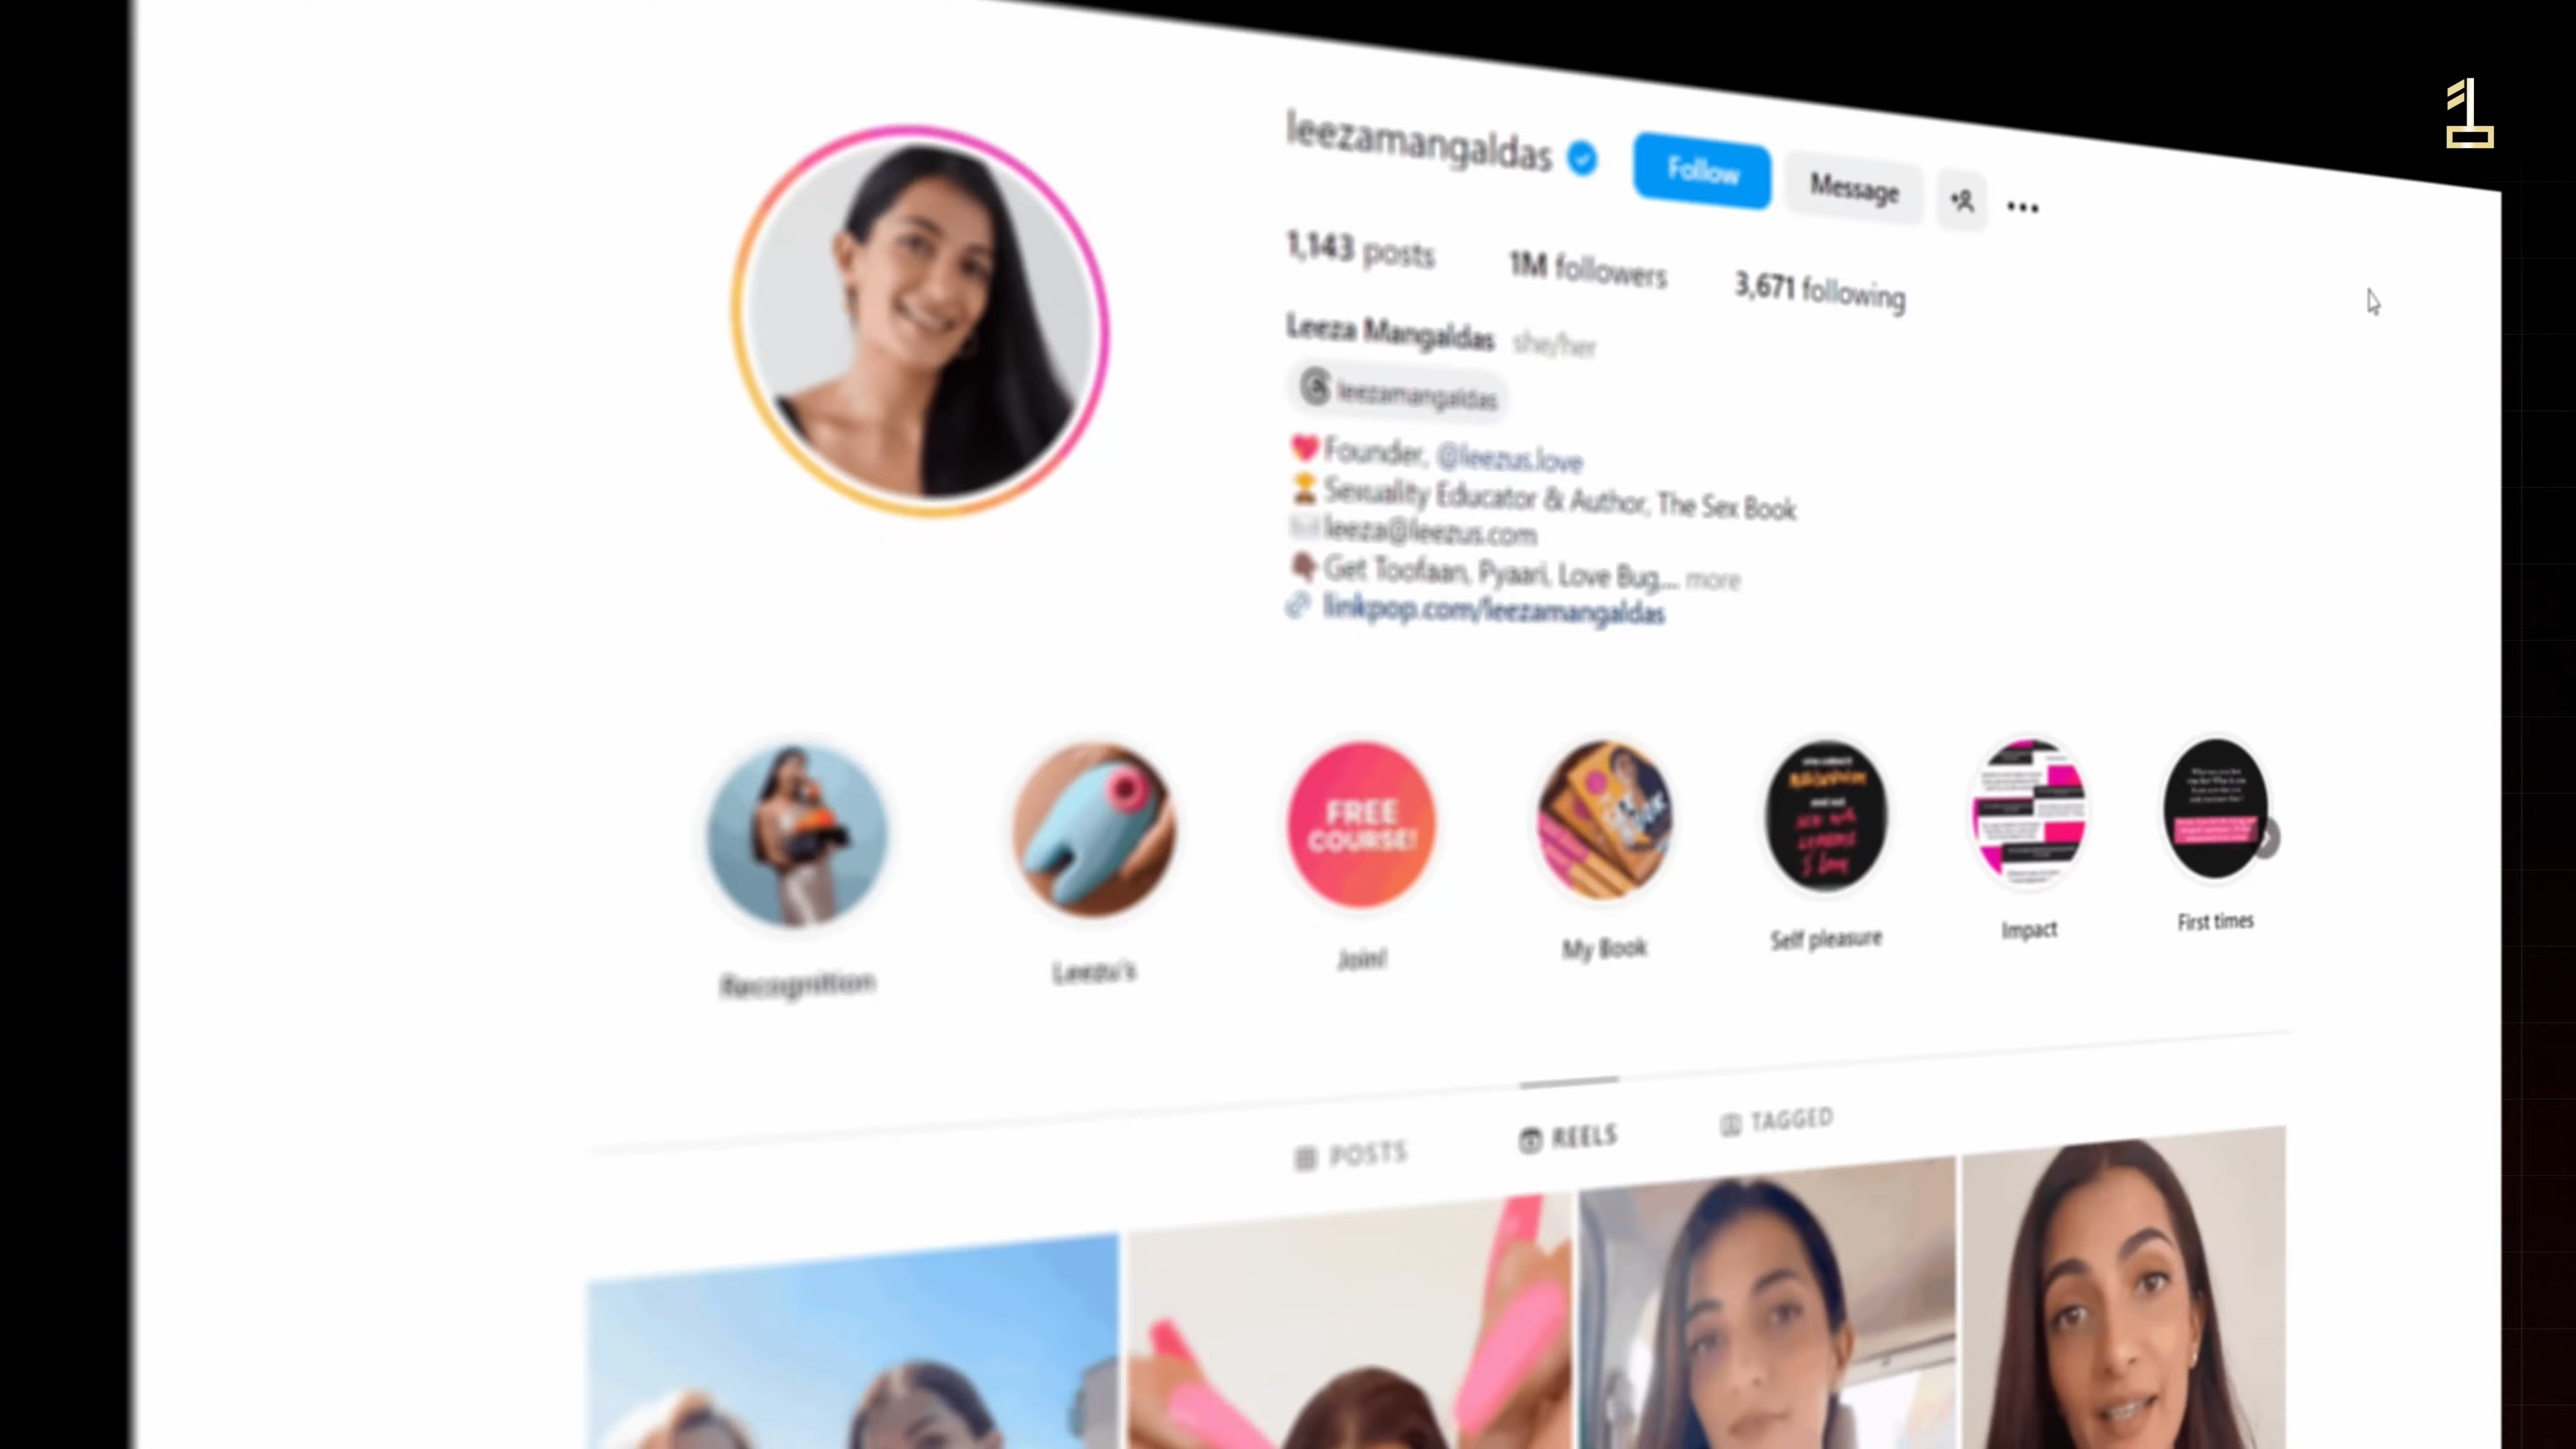 leezamangaldas
Follow
Message
1,143 posts
1M followers
3,671 following
Leeza Mangaldas she/her
leezamangaldas
Founder, @leezus.love
Sexuality Educator & Author, The Sex Book
leeza@leezus.com
Get Toofaan, Pyaari, Love Bug,... more
linkpop.com/leezamangaldas
FREE
COURSE!
Recognition
Leezu's
Join!
My Book
Self pleasure
Impact
First times
POSTS
REELS
TAGGED